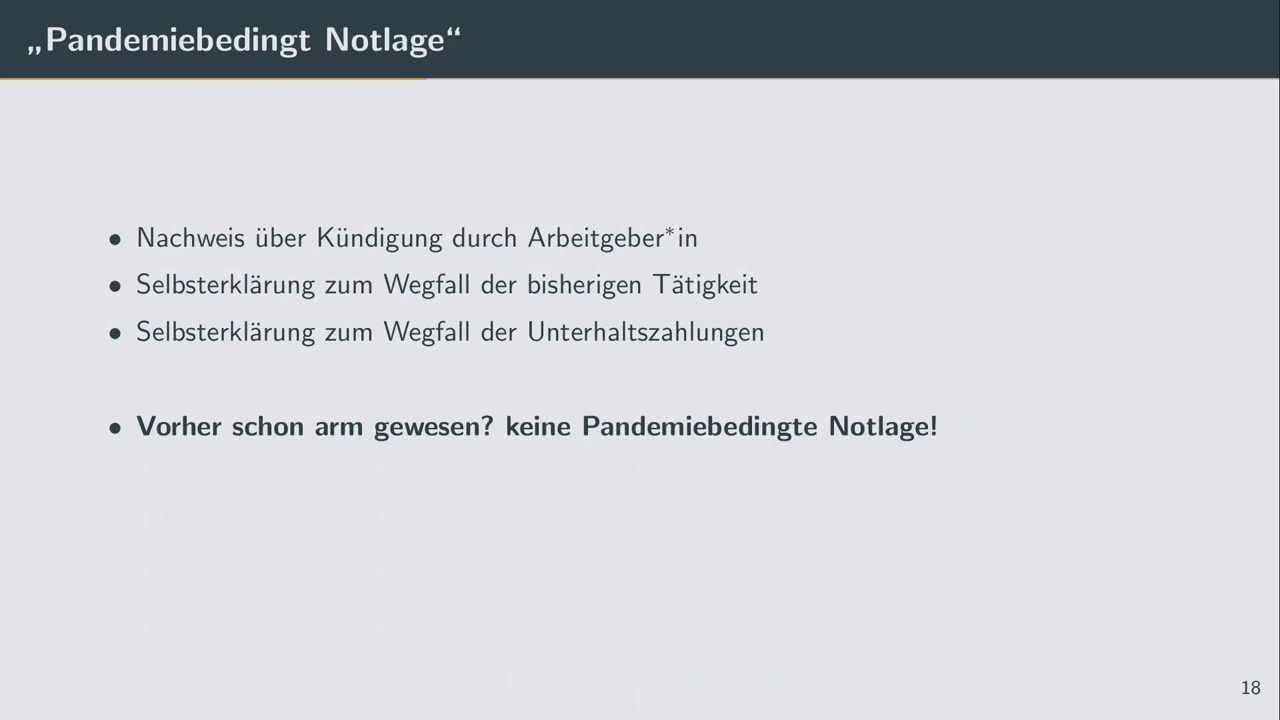 „Pandemiebedingt Notlage“
• Nachweis über Kündigung durch Arbeitgeber*in
• Selbsterklärung zum Wegfall der bisherigen Tätigkeit
• Selbsterklärung zum Wegfall der Unterhaltszahlungen
• Vorher schon arm gewesen? keine Pandemiebedingte Notlage!
18